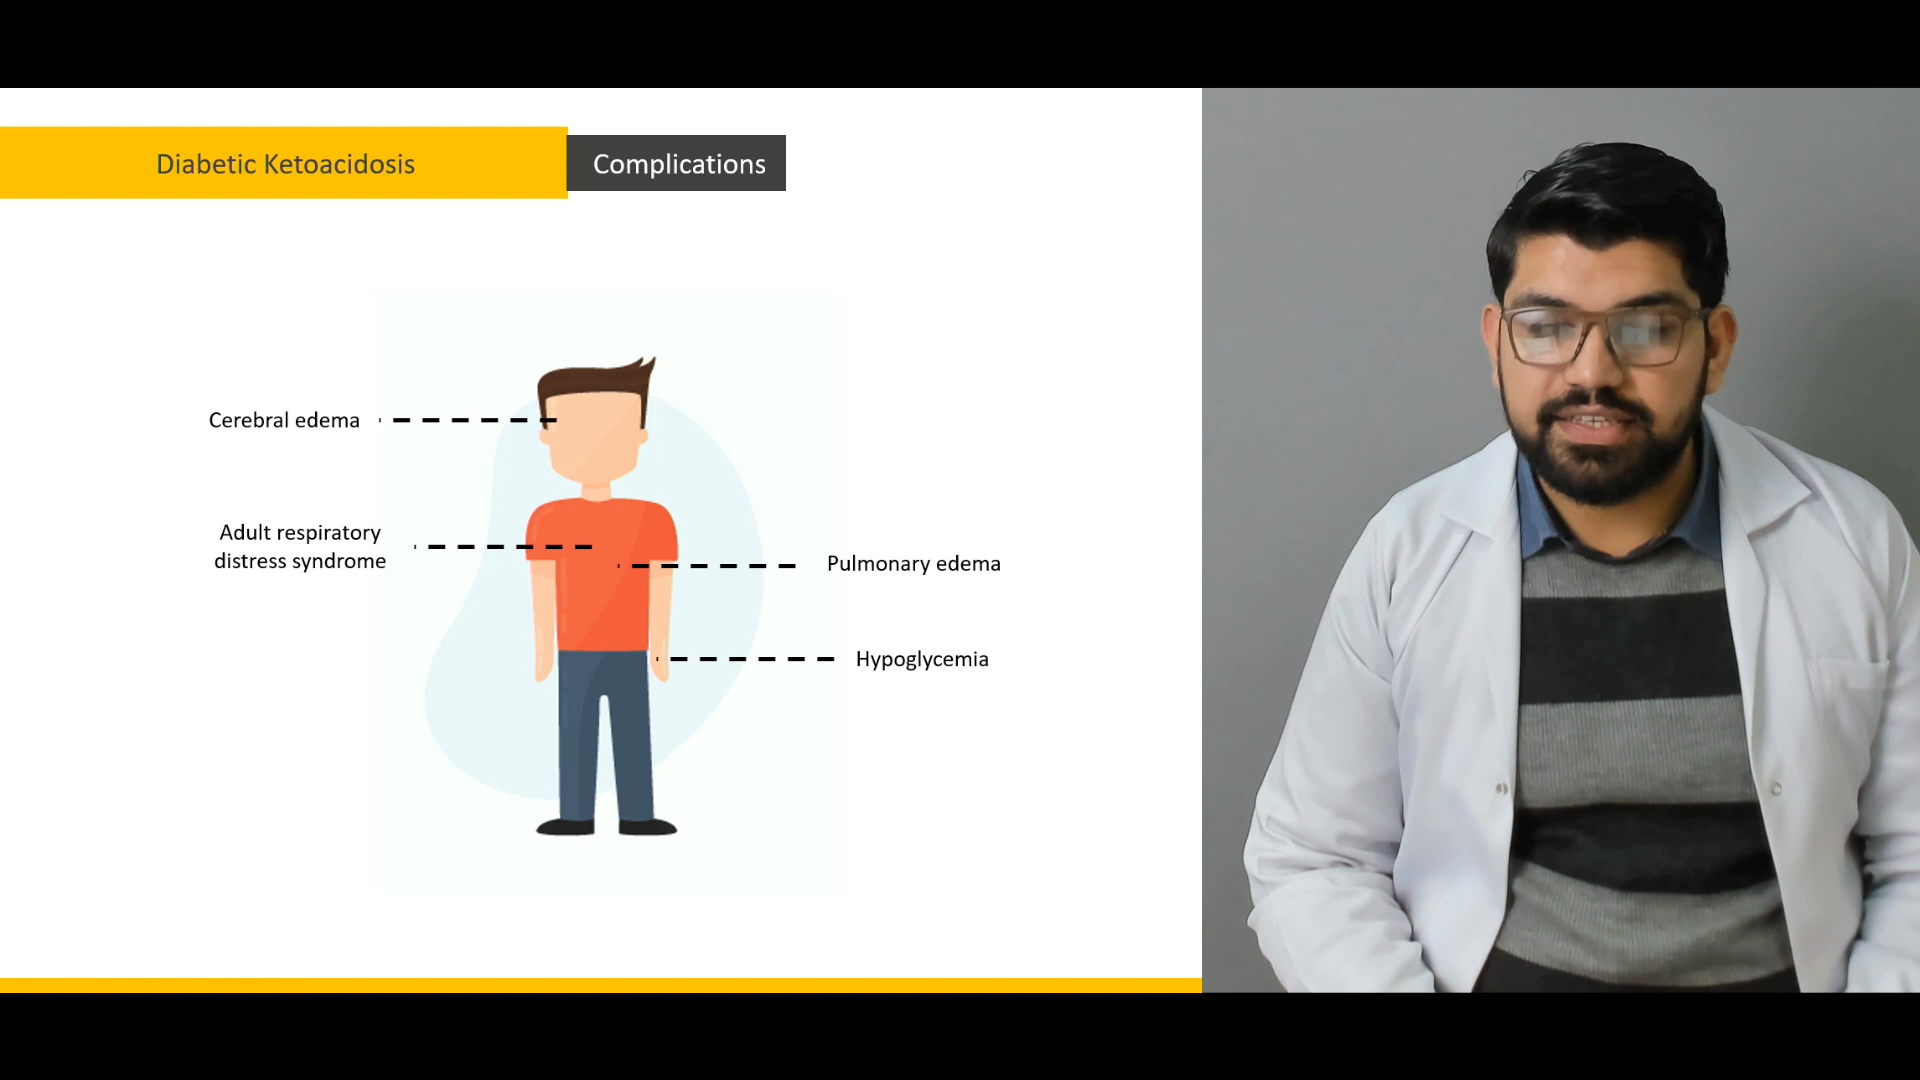 Diabetic Ketoacidosis
Complications
Cerebral edema
Adult respiratory
distress syndrome
Pulmonary edema
Hypoglycemia